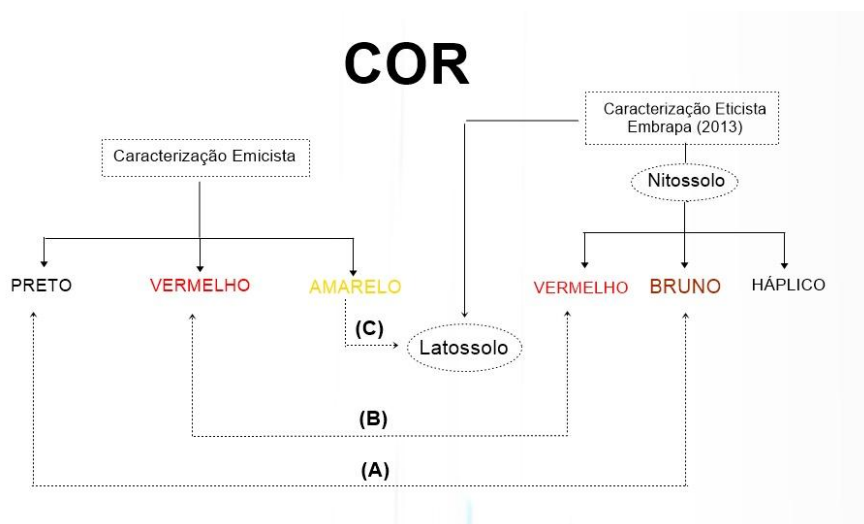 COR
Caracterização Eticista
Embrapa (2013)
Caracterização Emicista
Nitossolo
PRETO
VERMELHO
AMARELO
VERMELHO
BRUNO
HÁPLICO
(C)
Latossolo
(B)
(A)